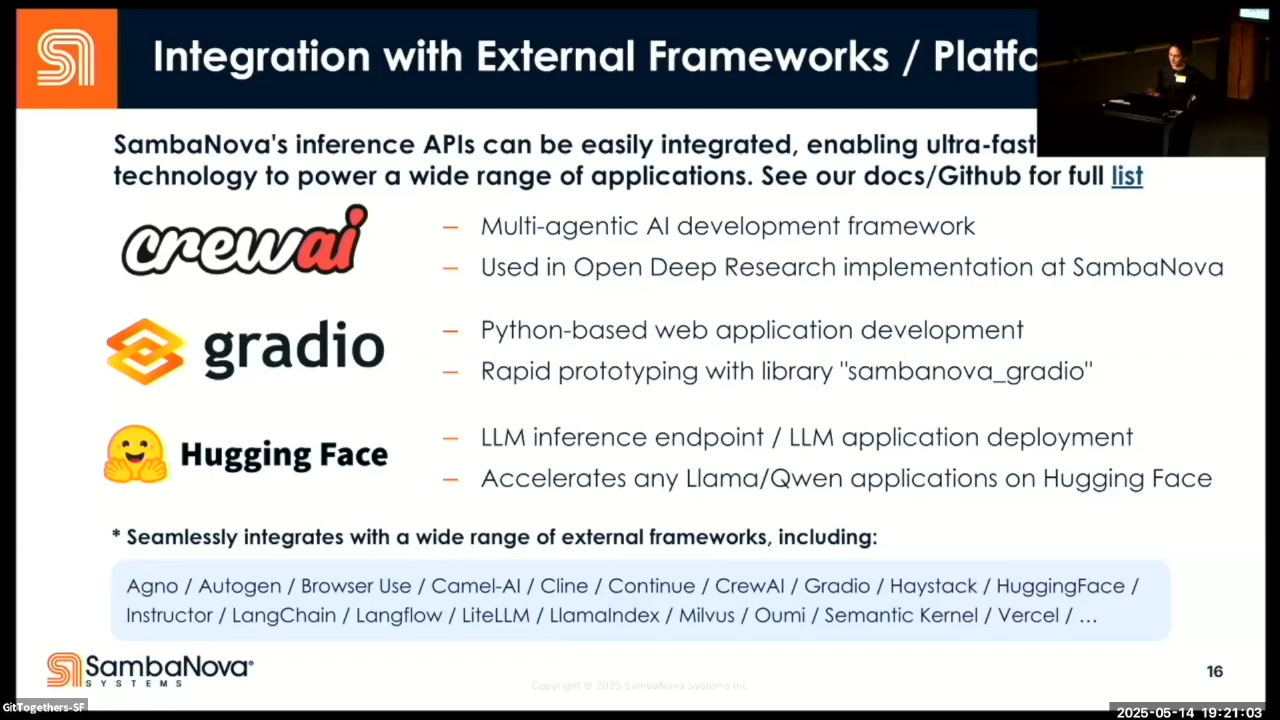 Integration with External Frameworks / Platfo
SambaNova's inference APIs can be easily integrated, enabling ultra-fast
technology to power a wide range of applications. See our docs/Github for full list
crewai
– Multi-agentic AI development framework
– Used in Open Deep Research implementation at SambaNova
gradio
– Python-based web application development
– Rapid prototyping with library "sambanova_gradio"
Hugging Face
– LLM inference endpoint / LLM application deployment
– Accelerates any Llama/Qwen applications on Hugging Face
* Seamlessly integrates with a wide range of external frameworks, including:
Agno / Autogen / Browser Use / Camel-AI / Cline / Continue / CrewAI / Gradio / Haystack / HuggingFace /
Instructor / LangChain / Langflow / LiteLLM / LlamaIndex / Milvus / Oumi / Semantic Kernel / Vercel / ...
SambaNova
SYSTEMS
Copyright © 2025 SambaNova Systems Inc
16
GitTogethers-SF
2025-05-14 19:21:03